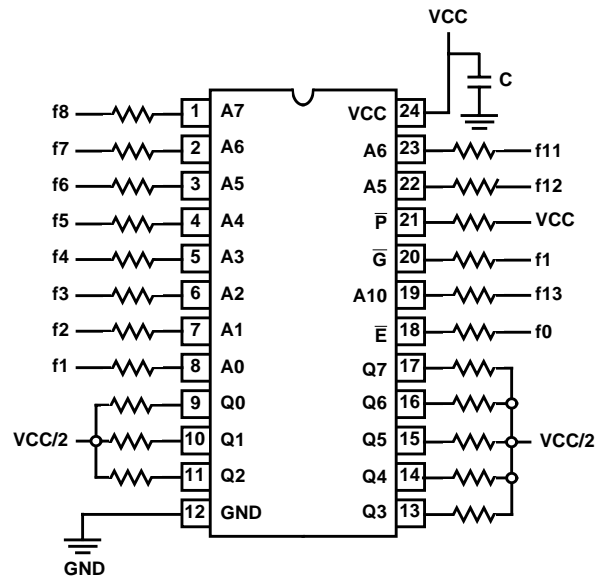 VCC
C
f8 1 A7 VCC 24
f7 2 A6 A6 23 f11
f6 3 A5 A5 22 f12
f5 4 A4 P̅ 21 VCC
f4 5 A3 G̅ 20 f1
f3 6 A2 A10 19 f13
f2 7 A1 E̅ 18 f0
f1 8 A0 Q7 17
9 Q0 Q6 16
VCC/2 10 Q1 Q5 15 VCC/2
11 Q2 Q4 14
12 GND Q3 13
GND